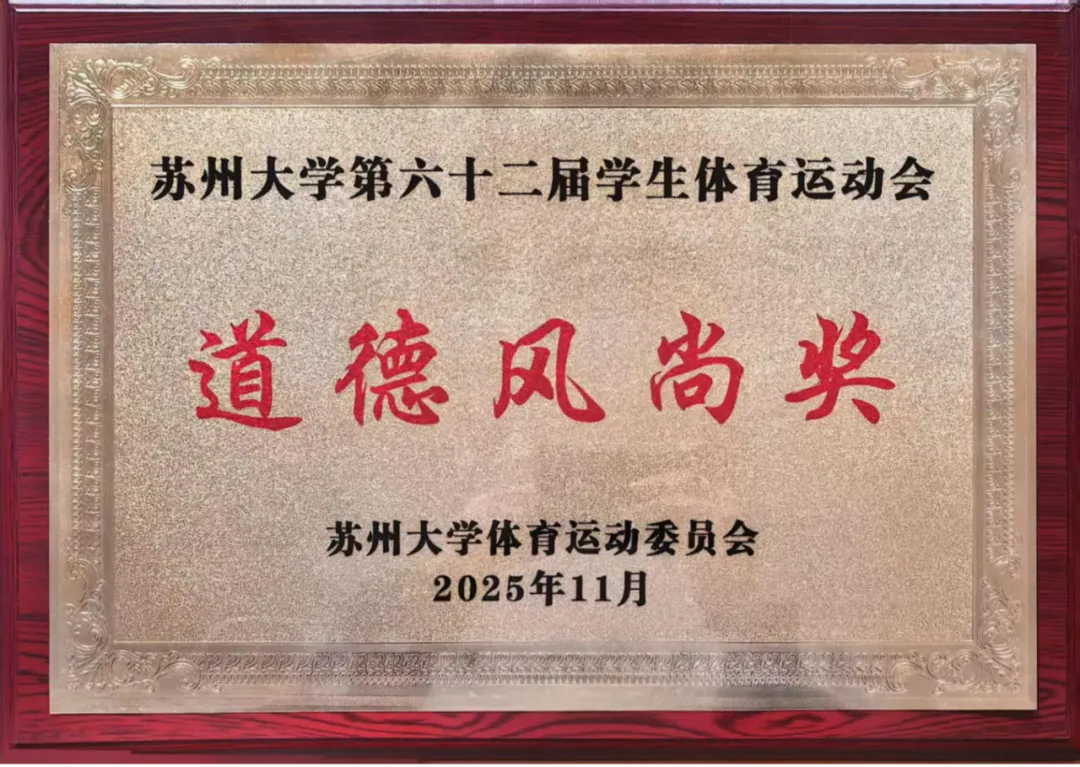 苏州大学第六十二届学生体育运动会
道德风尚奖
苏州大学体育运动委员会
2025年11月